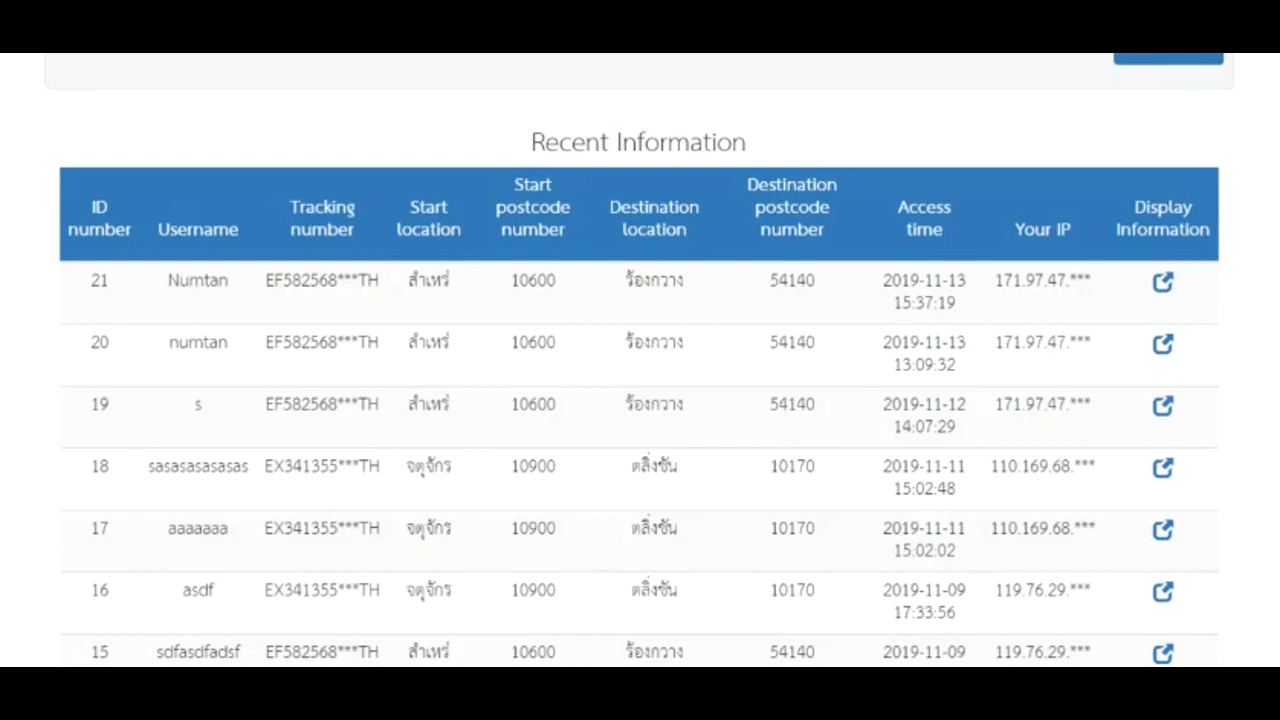 Recent Information
ID number Username Tracking number Start location Start postcode number Destination location Destination postcode number Access time Your IP Display Information
21 Numtan EF582568***TH สำเหร่ 10600 ร้องกวาง 54140 2019-11-13 171.97.47.***
15:37:19
20 numtan EF582568***TH สำเหร่ 10600 ร้องกวาง 54140 2019-11-13 171.97.47.***
13:09:32
19 s EF582568***TH สำเหร่ 10600 ร้องกวาง 54140 2019-11-12 171.97.47.***
14:07:29
18 sasasasasasas EX341355***TH จตุจักร 10900 ตลิ่งชัน 10170 2019-11-11 110.169.68.***
15:02:48
17 aaaaaaa EX341355***TH จตุจักร 10900 ตลิ่งชัน 10170 2019-11-11 110.169.68.***
15:02:02
16 asdf EX341355***TH จตุจักร 10900 ตลิ่งชัน 10170 2019-11-09 119.76.29.***
17:33:56
15 sdfasdfadsf EF582568***TH สำเหร่ 10600 ร้องกวาง 54140 2019-11-09 119.76.29.***